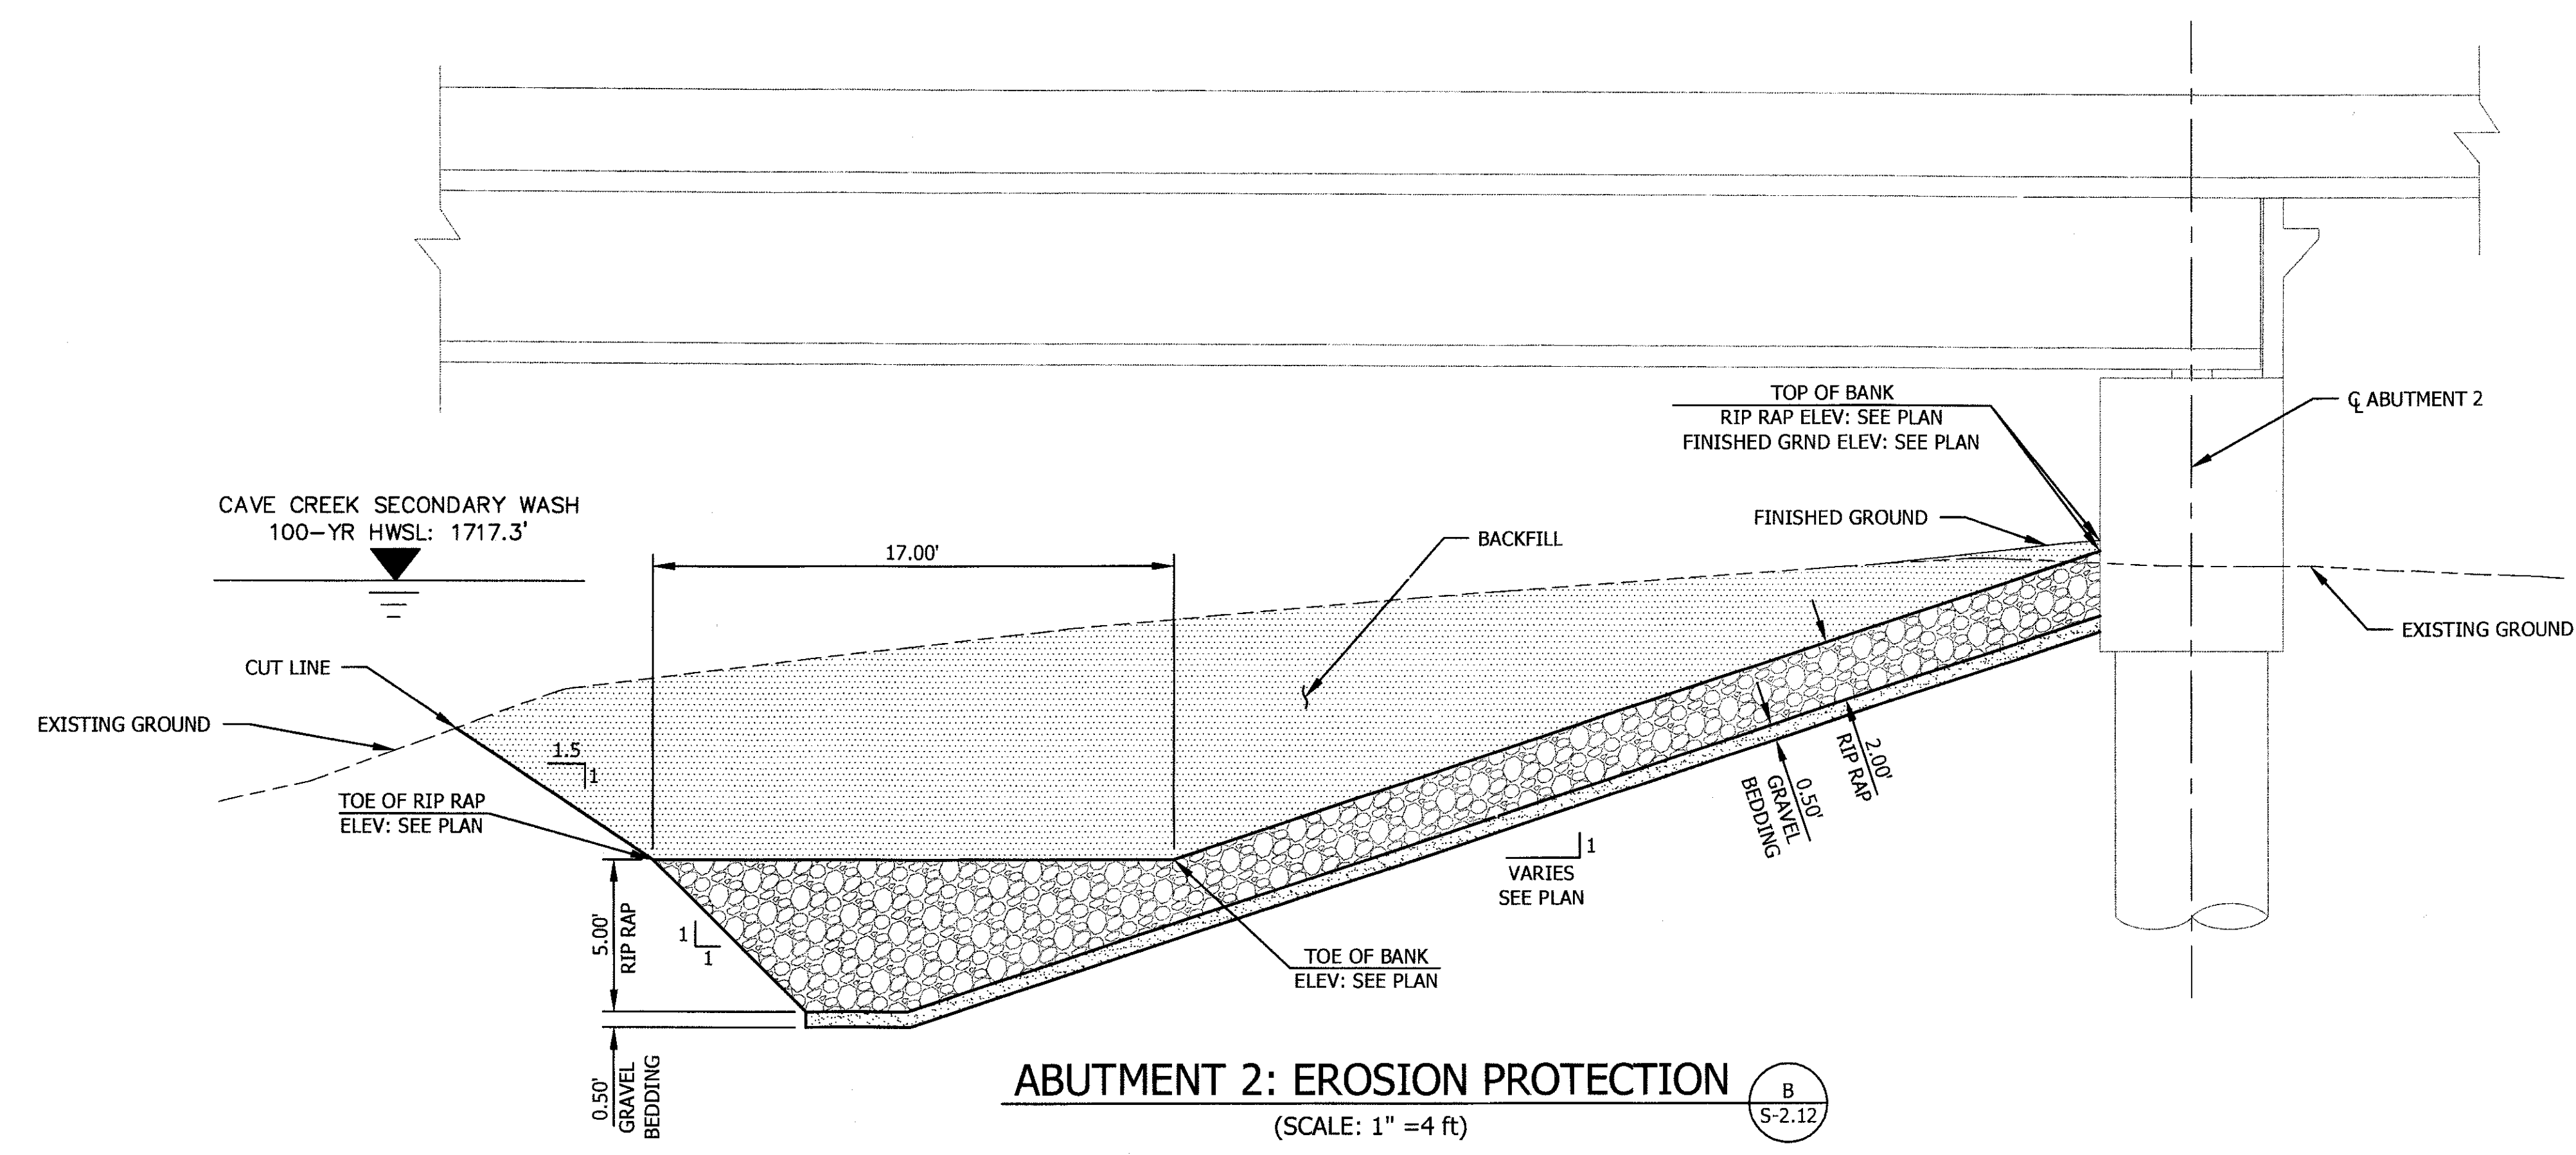 TOP OF BANK
RIP RAP ELEV: SEE PLAN
FINISHED GRND ELEV: SEE PLAN
℄ ABUTMENT 2
CAVE CREEK SECONDARY WASH
100-YR HWSL: 1717.3'
FINISHED GROUND
BACKFILL
17.00'
EXISTING GROUND
CUT LINE
EXISTING GROUND
1.5
1
TOE OF RIP RAP
ELEV: SEE PLAN
2.00'
RIP RAP
0.50'
GRAVEL
BEDDING
1
VARIES
SEE PLAN
5.00'
RIP RAP
1
1
TOE OF BANK
ELEV: SEE PLAN
0.50'
GRAVEL
BEDDING
ABUTMENT 2: EROSION PROTECTION
(SCALE: 1" =4 ft)
B
S-2.12